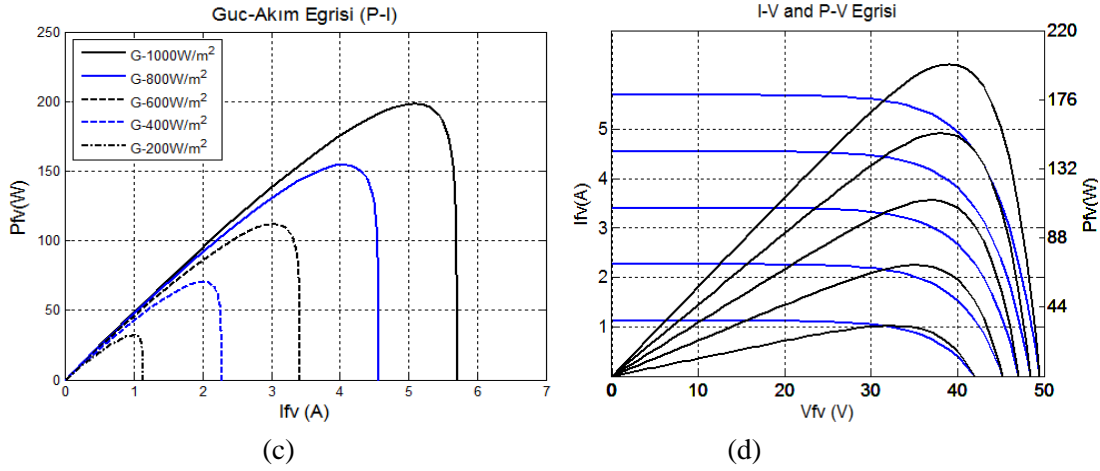 Guc-Akım Egrisi (P-I)
250
200
150
100
50
0
Pfv(W)
G-1000W/m²
G-800W/m²
G-600W/m²
G-400W/m²
G-200W/m²
0 1 2 3 4 5 6 7
Ifv (A)
(c)
I-V and P-V Egrisi
5
4
3
2
1
Ifv(A)
220
176
132
88
44
Pfv(W)
0 10 20 30 40 50
Vfv (V)
(d)